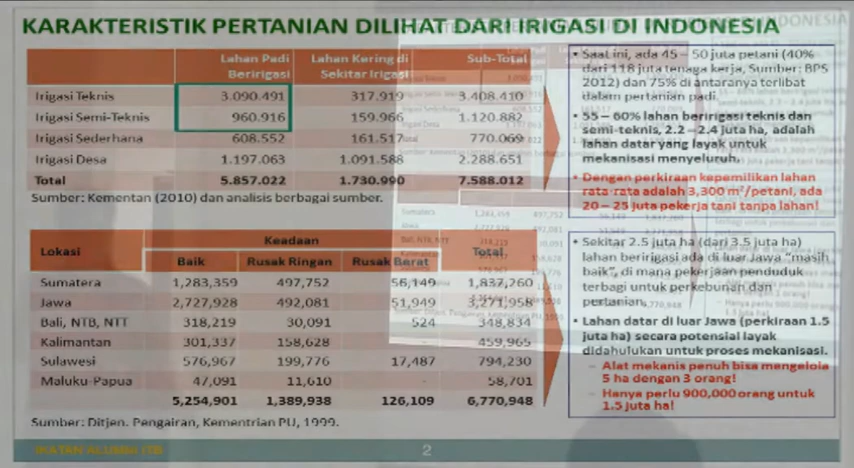 KARAKTERISTIK PERTANIAN DILIHAT DARI IRIGASI DI INDONESIA
Lahan Padi Beririgasi Lahan Kering di Sekitar Irigasi Sub-Total
Irigasi Teknis 3.090.491 317.919 3.408.410
Irigasi Semi-Teknis 960.916 159.966 1.120.882
Irigasi Sederhana 608.552 161.517 770.069
Irigasi Desa 1.197.063 1.091.588 2.288.651
Total 5.857.022 1.730.990 7.588.012
Sumber: Kementan (2010) dan analisis berbagai sumber.
• Saat ini, ada 45 – 50 juta petani (40%
dari 118 juta tenaga kerja, Sumber: BPS
2012) dan 75% di antaranya terlibat
dalam pertanian padi.
• 55 – 60% lahan beririgasi teknis dan
semi-teknis, 2.2 – 2.4 juta ha, adalah
lahan datar yang layak untuk
mekanisasi menyeluruh.
• Dengan perkiraan kepemilikan lahan
rata-rata adalah 3,300 m²/petani, ada
20 – 25 juta pekerja tani tanpa lahan!
Lokasi Keadaan Total
Baik Rusak Ringan Rusak Berat
Sumatera 1,283,359 497,752 56,149 1,837,260
Jawa 2,727,928 492,081 51,949 3,271,958
Bali, NTB, NTT 318,219 30,091 524 348,834
Kalimantan 301,337 158,628 - 459,965
Sulawesi 576,967 199,776 17,487 794,230
Maluku-Papua 47,091 11,610 - 58,701
5,254,901 1,389,938 126,109 6,770,948
Sumber: Ditjen. Pengairan, Kementrian PU, 1999.
• Sekitar 2.5 juta ha (dari 3.5 juta ha)
lahan beririgasi ada di luar Jawa "masih
baik", di mana pekerjaan penduduk
terbagi untuk perkebunan dan
pertanian.
• Lahan datar di luar Jawa (perkiraan 1.5
juta ha) secara potensial layak
didahulukan untuk proses mekanisasi.
– Alat mekanis penuh bisa mengelola
5 ha dengan 3 orang!
– Hanya perlu 900,000 orang untuk
1.5 juta ha!
IKATAN ALUMNI ITB
2